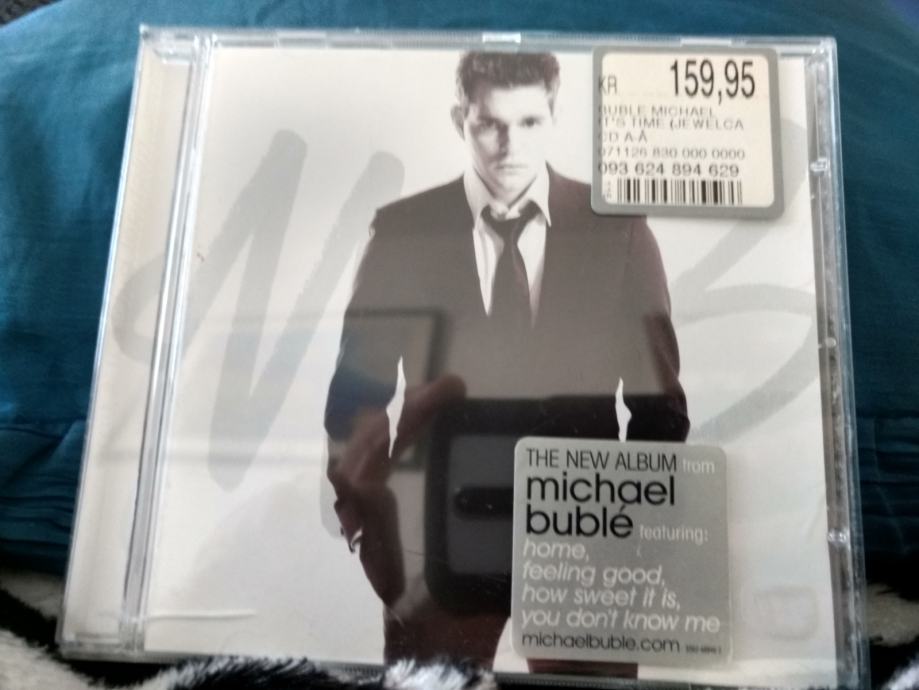 KR 159,95
BUBLE MICHAEL
IT'S TIME (JEWELCA
CD A-Å
071126 830 000 0000
093 624 894 629
MB
THE NEW ALBUM from
michael
bublé featuring:
home,
feeling good,
how sweet it is,
you don't know me
michaelbuble.com